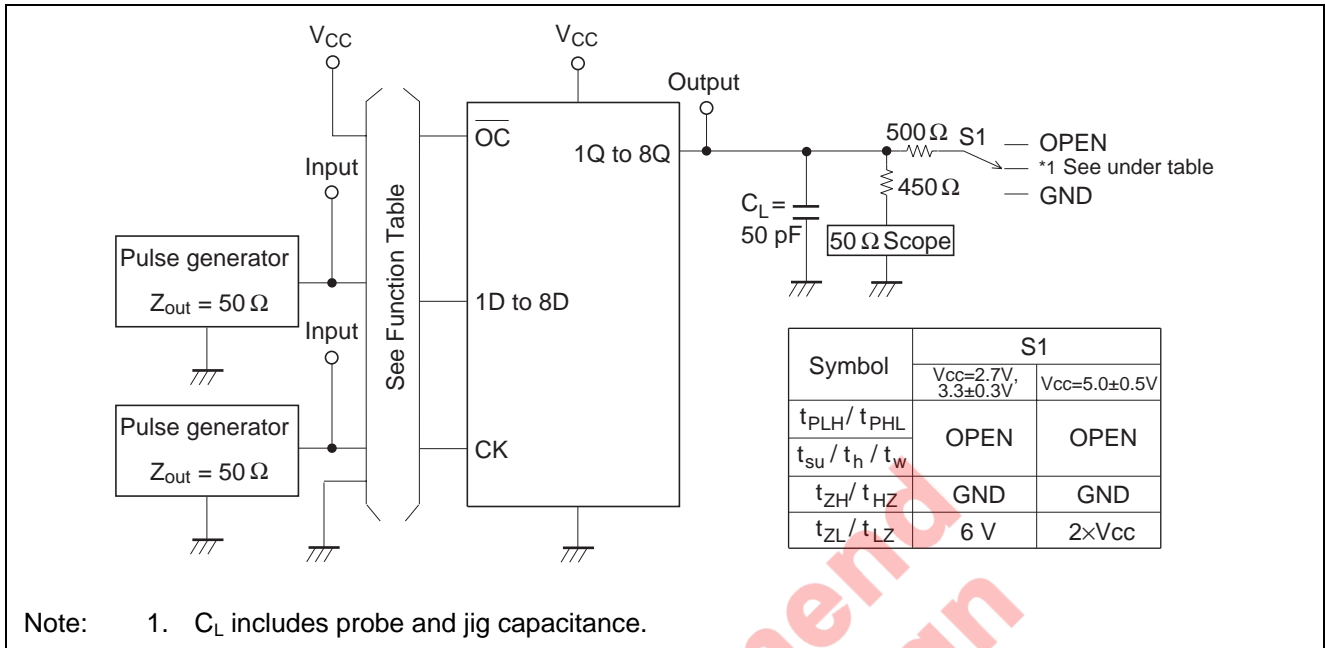 VCC
VCC
Output
Input
OC
1Q to 8Q
500 Ω
S1
OPEN
*1 See under table
GND
450 Ω
CL =
50 pF
50 Ω Scope
Pulse generator
Zout = 50 Ω
See Function Table
1D to 8D
Input
Pulse generator
Zout = 50 Ω
CK
Symbol
S1
Vcc=2.7V,
3.3±0.3V
Vcc=5.0±0.5V
tPLH / tPHL
OPEN
OPEN
tsu / th / tw
tZH / tHZ
GND
GND
tZL / tLZ
6 V
2×Vcc
Note: 1. CL includes probe and jig capacitance.